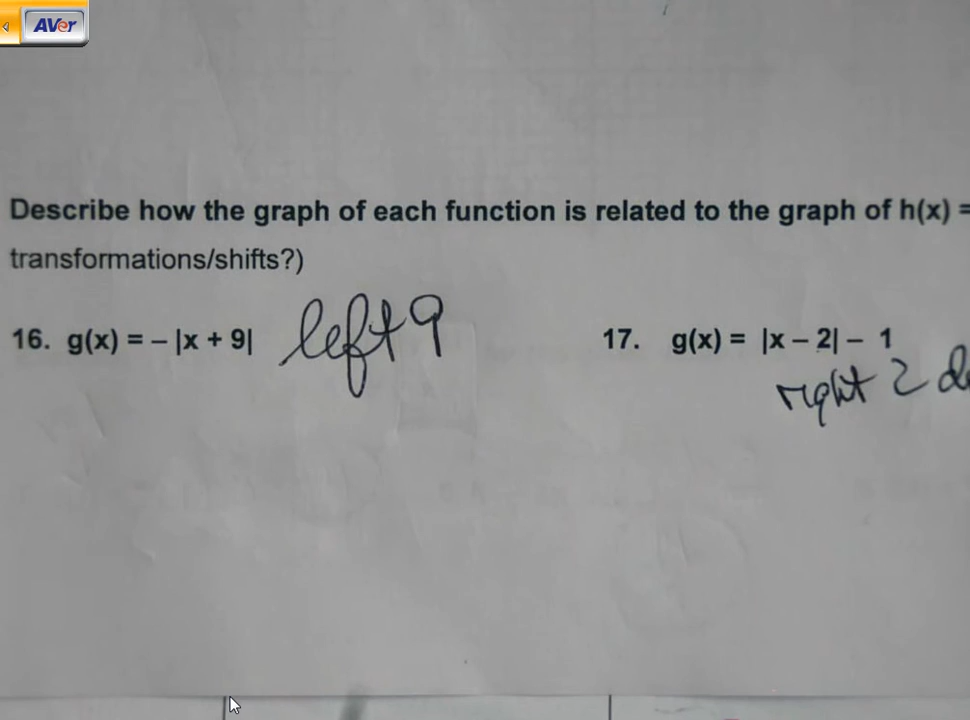 AVer
Describe how the graph of each function is related to the graph of h(x) =
transformations/shifts?)
16. g(x) = – |x + 9| left 9
17. g(x) = |x – 2| – 1
right 2